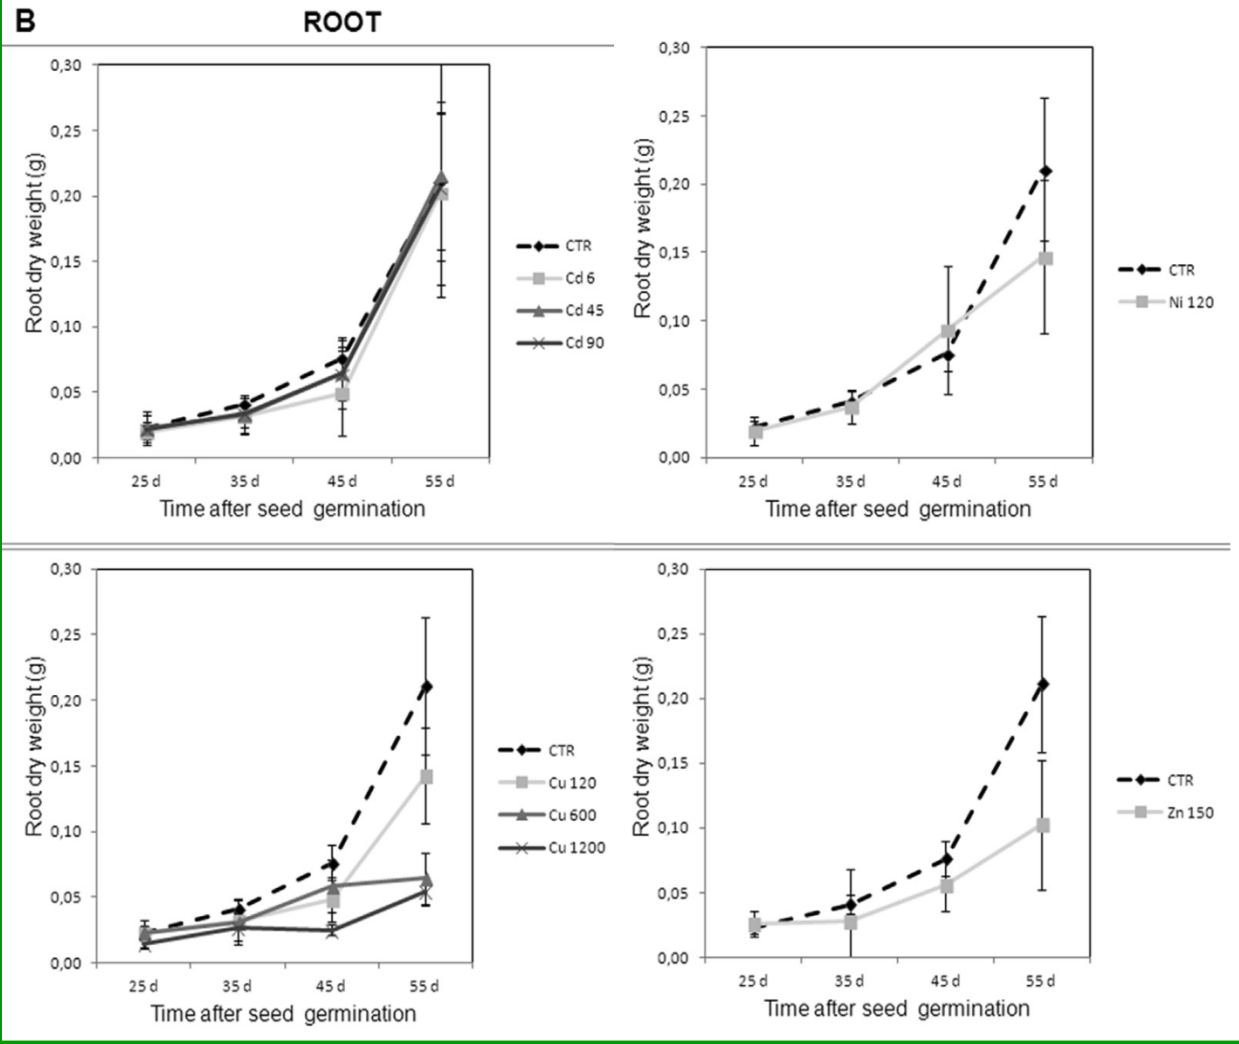 B
ROOT
0,30
0,25
0,20
0,15
0,10
0,05
0,00
Root dry weight (g)
25 d
35 d
45 d
55 d
Time after seed germination
CTR
Cd 6
Cd 45
Cd 90
0,30
0,25
0,20
0,15
0,10
0,05
0,00
Root dry weight (g)
25 d
35 d
45 d
55 d
Time after seed germination
CTR
Ni 120
0,30
0,25
0,20
0,15
0,10
0,05
0,00
Root dry weight (g)
25 d
35 d
45 d
55 d
Time after seed germination
CTR
Cu 120
Cu 600
Cu 1200
0,30
0,25
0,20
0,15
0,10
0,05
0,00
Root dry weight (g)
25 d
35 d
45 d
55 d
Time after seed germination
CTR
Zn 150